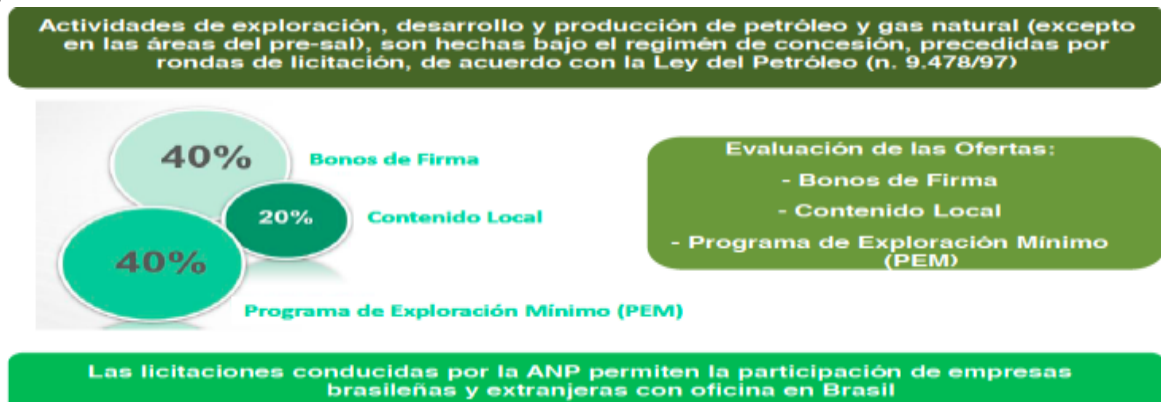 Actividades de exploración, desarrollo y producción de petróleo y gas natural (excepto
en las áreas del pre-sal), son hechas bajo el regimén de concesión, precedidas por
rondas de licitación, de acuerdo con la Ley del Petróleo (n. 9.478/97)
40%
Bonos de Firma
20%
Contenido Local
40%
Programa de Exploración Mínimo (PEM)
Evaluación de las Ofertas:
- Bonos de Firma
- Contenido Local
- Programa de Exploración Mínimo
(PEM)
Las licitaciones conducidas por la ANP permiten la participación de empresas
brasileñas y extranjeras con oficina en Brasil